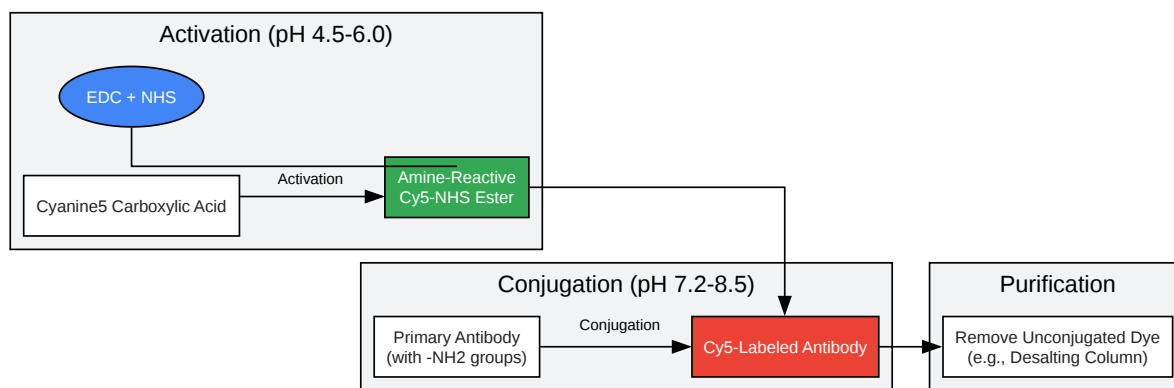 Activation (pH 4.5-6.0)
EDC + NHS
Activation
Cyanine5 Carboxylic Acid
Amine-Reactive
Cy5-NHS Ester
Conjugation (pH 7.2-8.5)
Primary Antibody
(with -NH2 groups)
Conjugation
Cy5-Labeled Antibody
Purification
Remove Unconjugated Dye
(e.g., Desalting Column)